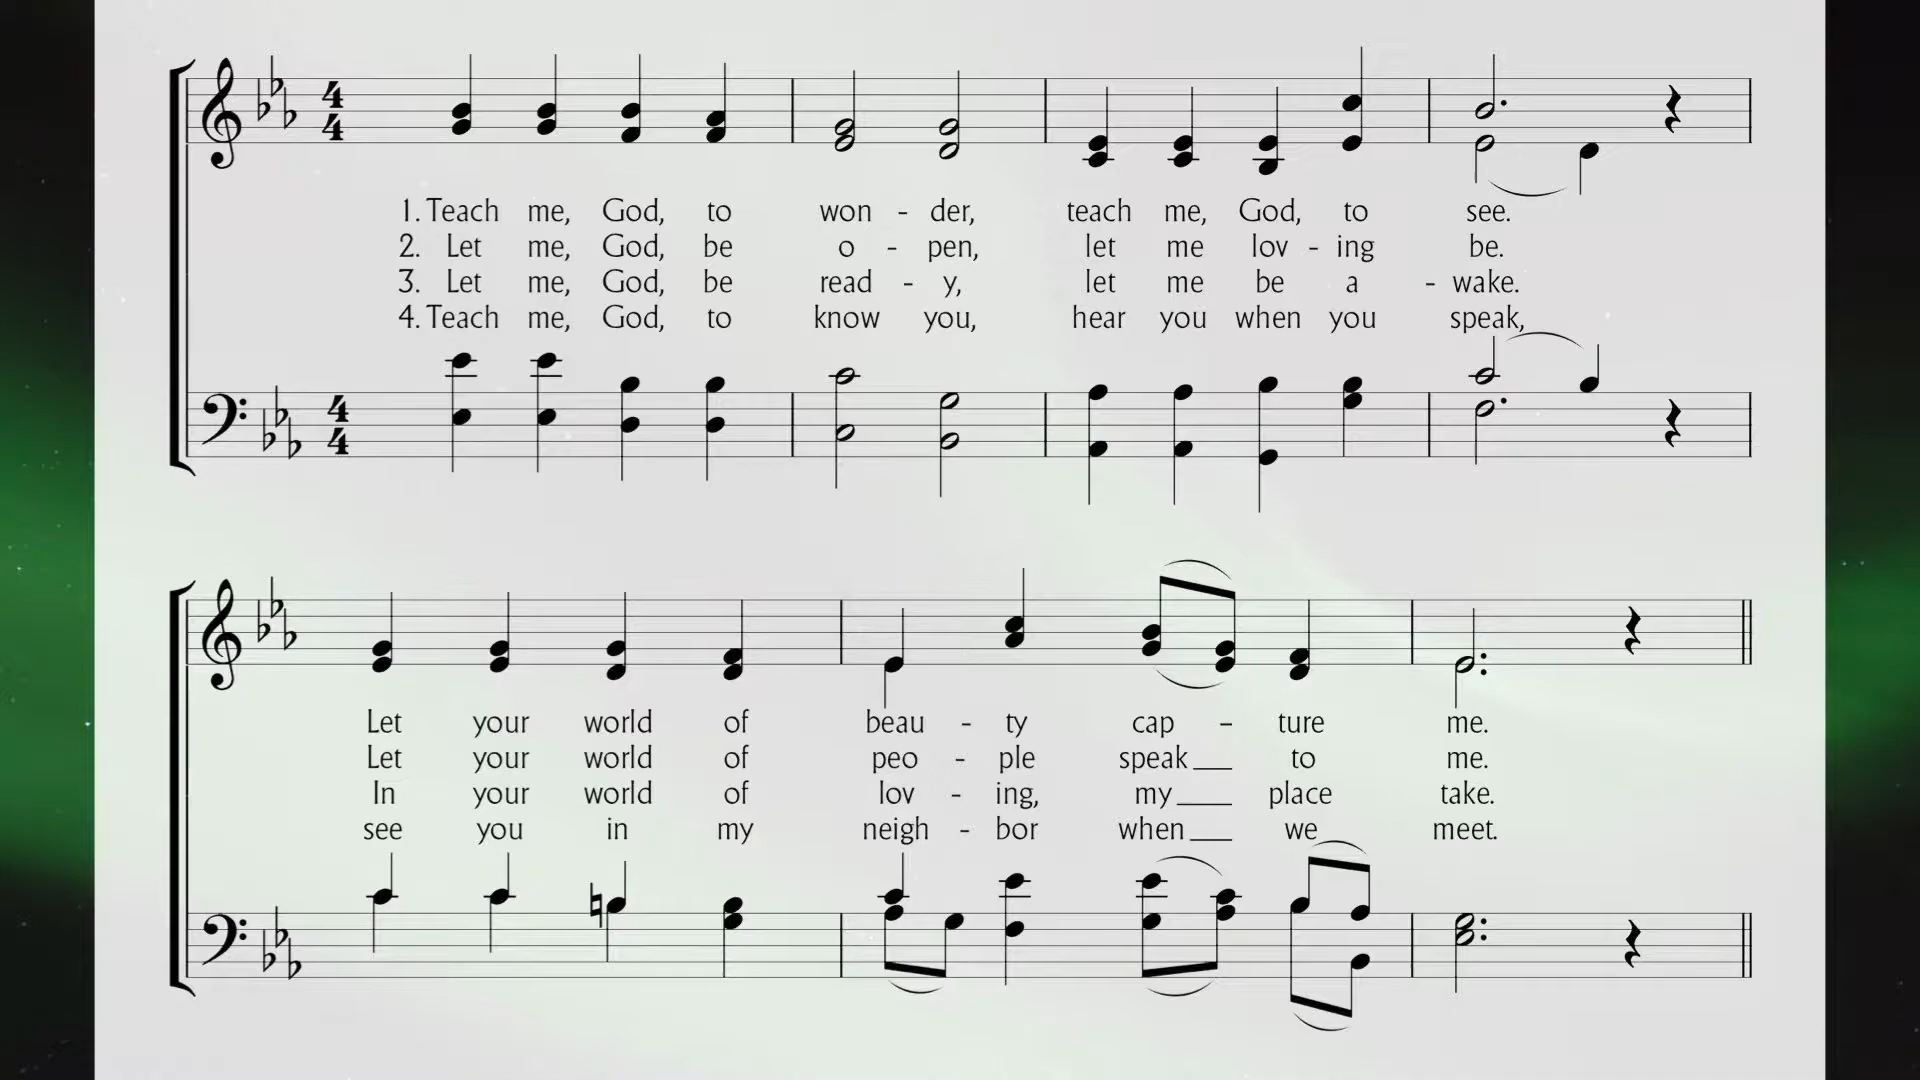 4
4
1. Teach me, God, to won - der, teach me, God, to see.
2. Let me, God, be o - pen, let me lov - ing be.
3. Let me, God, be read - y, let me be a - wake.
4. Teach me, God, to know you, hear you when you speak,
4
4
Let your world of beau - ty cap - ture me.
Let your world of peo - ple speak to me.
In your world of lov - ing, my place take.
see you in my neigh - bor when we meet.